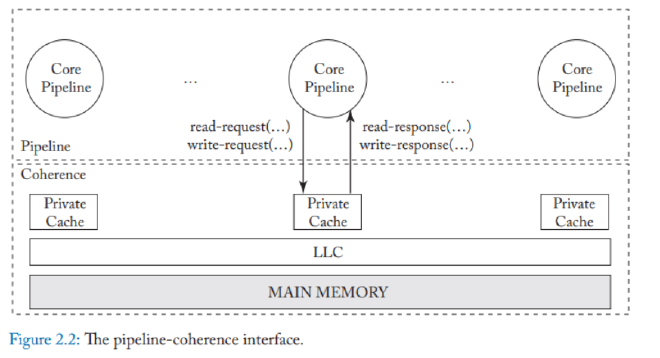 Core
Pipeline
...
Core
Pipeline
...
Core
Pipeline
read-request(...)
write-request(...)
read-response(...)
write-response(...)
Pipeline
Coherence
Private
Cache
Private
Cache
Private
Cache
LLC
MAIN MEMORY
Figure 2.2: The pipeline-coherence interface.